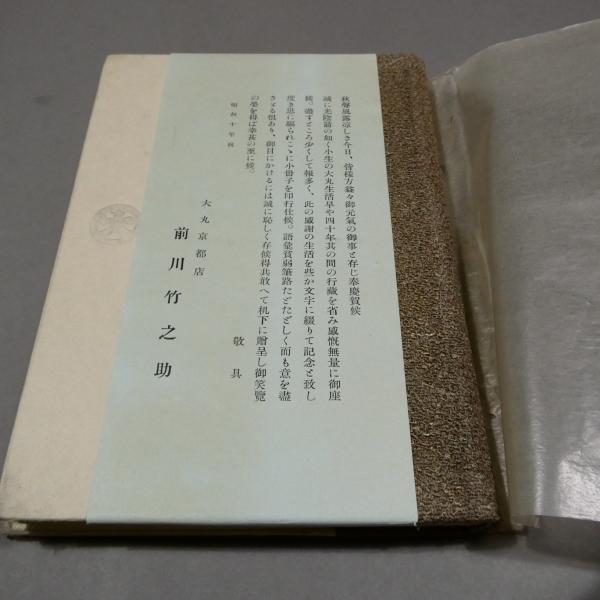 秋聲風露涼しき今日、皆樣方益々御元氣の御事と存じ奉慶賀候
誠に光陰箭の如く小生の大丸生活早や四十年其の間の行藏を省み感慨無量に御座
候。盡すところ少くして報多く、此の感謝の生活を些か文字に綴りて記念と致し
度き思に驅られこゝに小冊子を印行仕候。語彙貧弱筆路たどたどしく而も意を盡
さゞる恨あり、御目にかけるには誠に恥しく存候得共敢へて机下に贈呈し御笑覽
の榮を得ば幸甚の至に候。
敬具
昭和十年秋
大丸京都店
前川竹之助